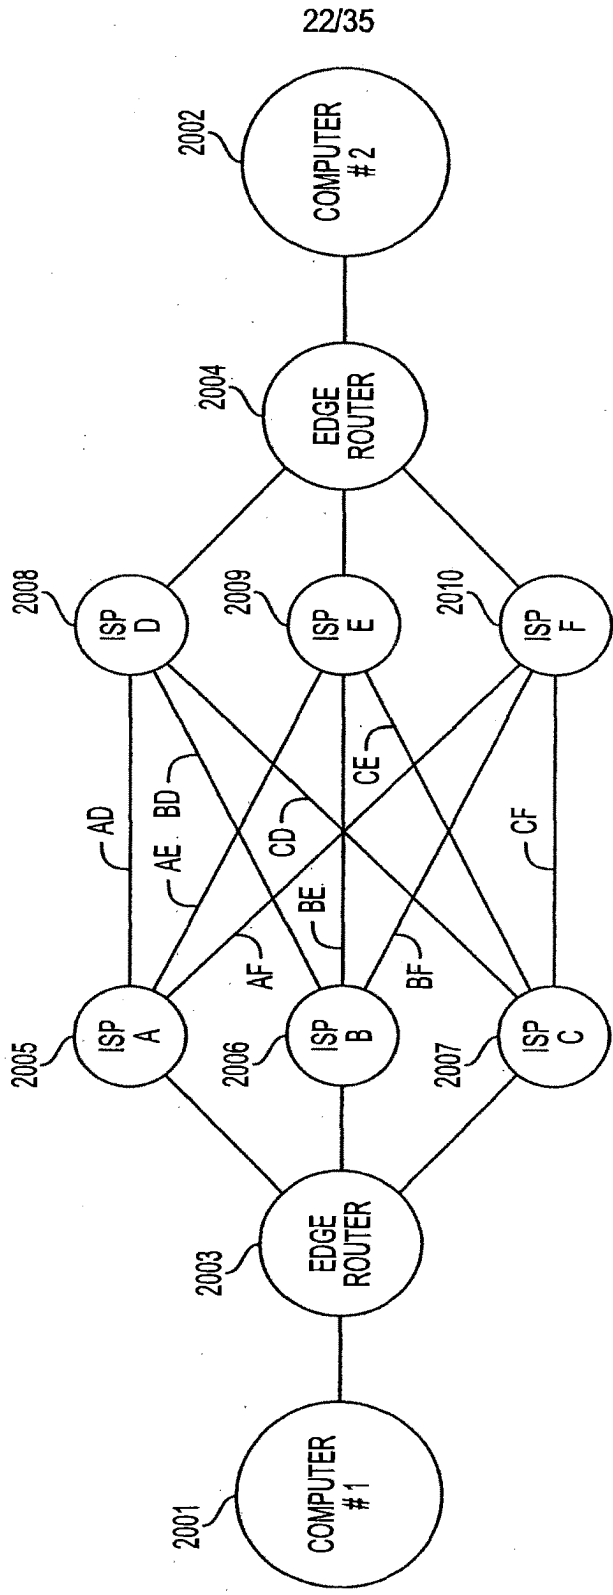 22/35
2001
COMPUTER
#1
2003
EDGE
ROUTER
2005
ISP
A
2006
ISP
B
2007
ISP
C
AD
BD
AE
AF
CD
BE
CE
BF
CF
2008
ISP
D
2009
ISP
E
2010
ISP
F
2004
EDGE
ROUTER
2002
COMPUTER
#2